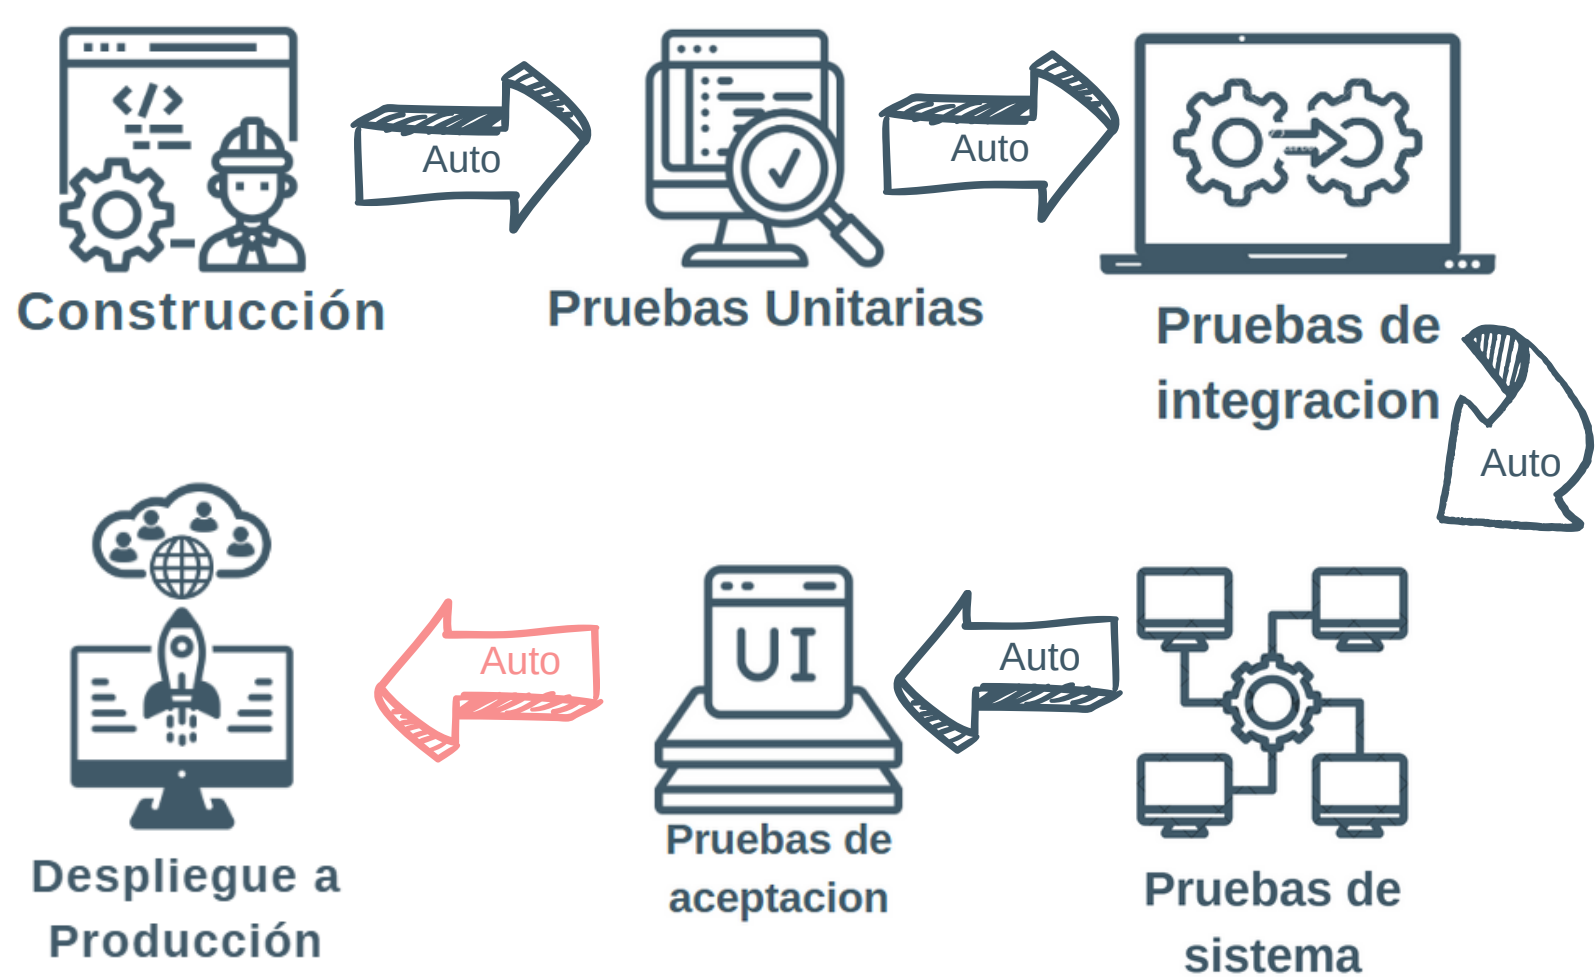 Construcción
Auto
Pruebas Unitarias
Auto
Pruebas de
integracion
Auto
Pruebas de
sistema
Auto
UI
Pruebas de
aceptacion
Auto
Despliegue a
Producción